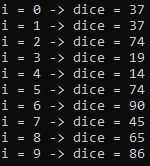 i = 0 -> dice = 37
i = 1 -> dice = 37
i = 2 -> dice = 74
i = 3 -> dice = 19
i = 4 -> dice = 14
i = 5 -> dice = 74
i = 6 -> dice = 90
i = 7 -> dice = 45
i = 8 -> dice = 65
i = 9 -> dice = 86